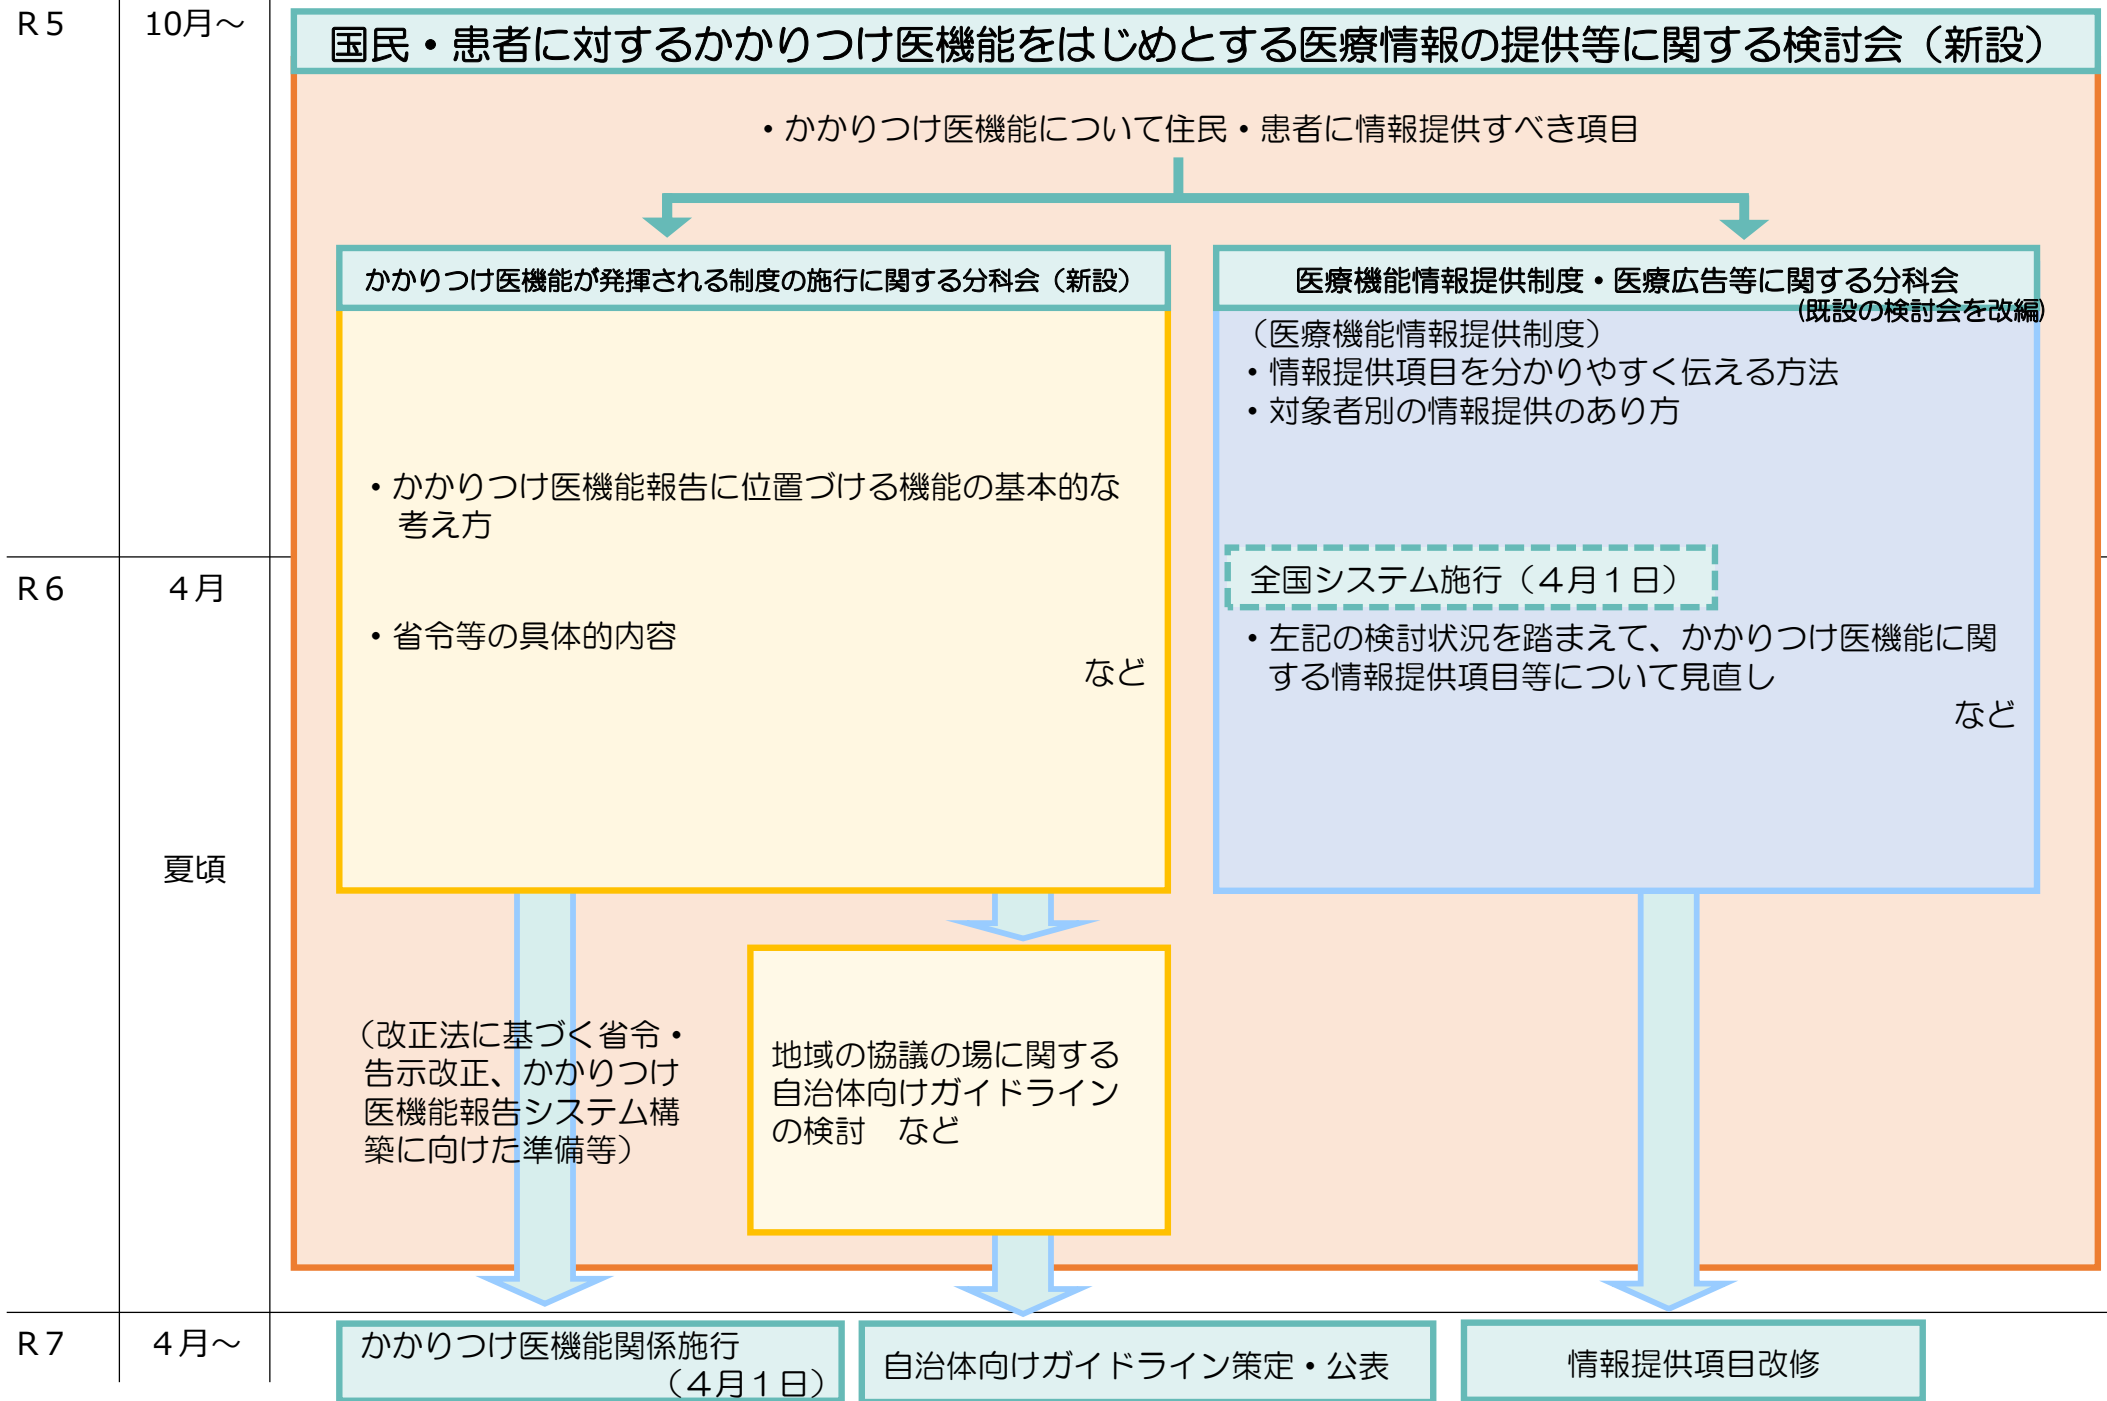 R5
10月～
国民・患者に対するかかりつけ医機能をはじめとする医療情報の提供等に関する検討会（新設）
・かかりつけ医機能について住民・患者に情報提供すべき項目
かかりつけ医機能が発揮される制度の施行に関する分科会（新設）
・かかりつけ医機能報告に位置づける機能の基本的な
考え方
・省令等の具体的内容
など
医療機能情報提供制度・医療広告等に関する分科会
(既設の検討会を改編)
（医療機能情報提供制度）
・情報提供項目を分かりやすく伝える方法
・対象者別の情報提供のあり方
R6
４月
全国システム施行（４月１日）
・左記の検討状況を踏まえて、かかりつけ医機能に関
する情報提供項目等について見直し
など
夏頃
（改正法に基づく省令・
告示改正、かかりつけ
医機能報告システム構
築に向けた準備等）
地域の協議の場に関する
自治体向けガイドライン
の検討　など
R7
４月～
かかりつけ医機能関係施行
（４月１日）
自治体向けガイドライン策定・公表
情報提供項目改修